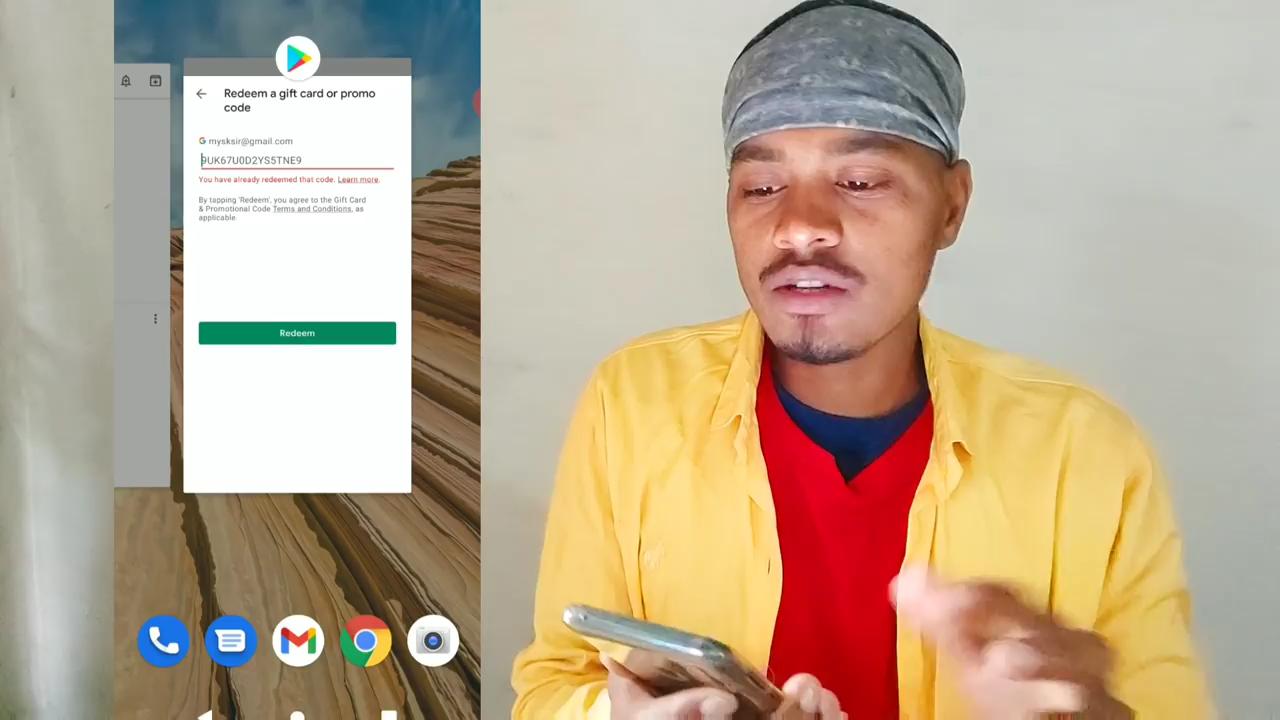 Redeem a gift card or promo
code
mysksir@gmail.com
9UK67U0D2YS5TNE9
You have already redeemed that code. Learn more.
By tapping 'Redeem', you agree to the Gift Card
& Promotional Code Terms and Conditions, as
applicable.
Redeem